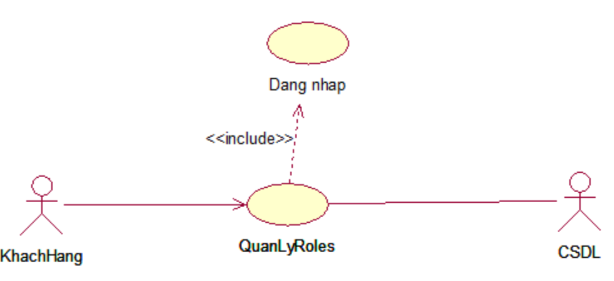 Dang nhap
<<include>>
KhachHang
QuanLyRoles
CSDL